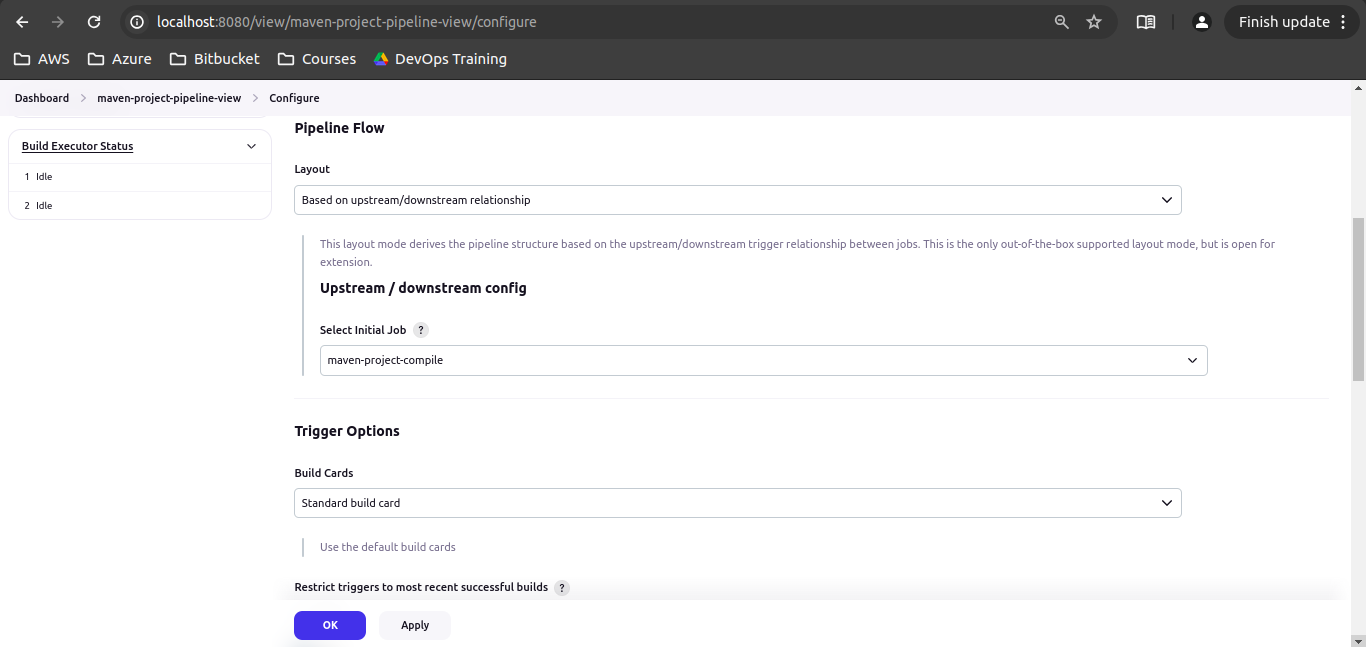 localhost:8080/view/maven-project-pipeline-view/configure
Finish update
AWS
Azure
Bitbucket
Courses
DevOps Training
Dashboard
maven-project-pipeline-view
Configure
Build Executor Status
1 Idle
2 Idle
Pipeline Flow
Layout
Based on upstream/downstream relationship
This layout mode derives the pipeline structure based on the upstream/downstream trigger relationship between jobs. This is the only out-of-the-box supported layout mode, but is open for
extension.
Upstream / downstream config
Select Initial Job ?
maven-project-compile
Trigger Options
Build Cards
Standard build card
Use the default build cards
Restrict triggers to most recent successful builds ?
OK
Apply